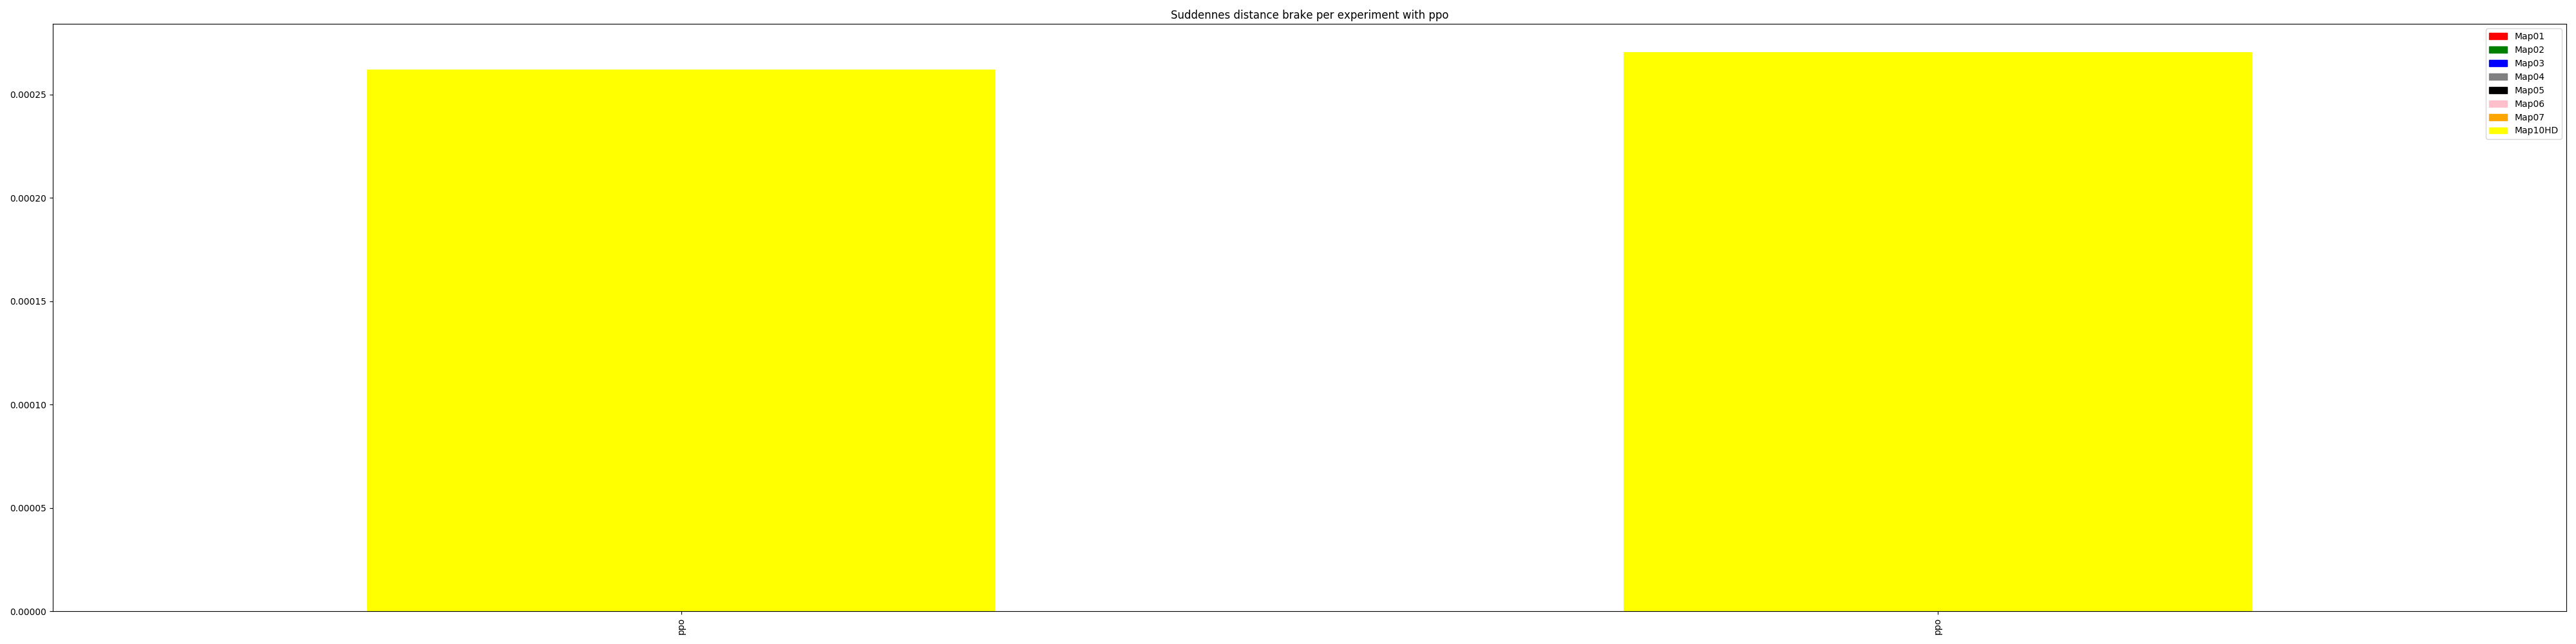 Suddennes distance brake per experiment with ppo
0.00025
0.00020
0.00015
0.00010
0.00005
0.00000
Map01
Map02
Map03
Map04
Map05
Map06
Map07
Map10HD
ppo
ppo